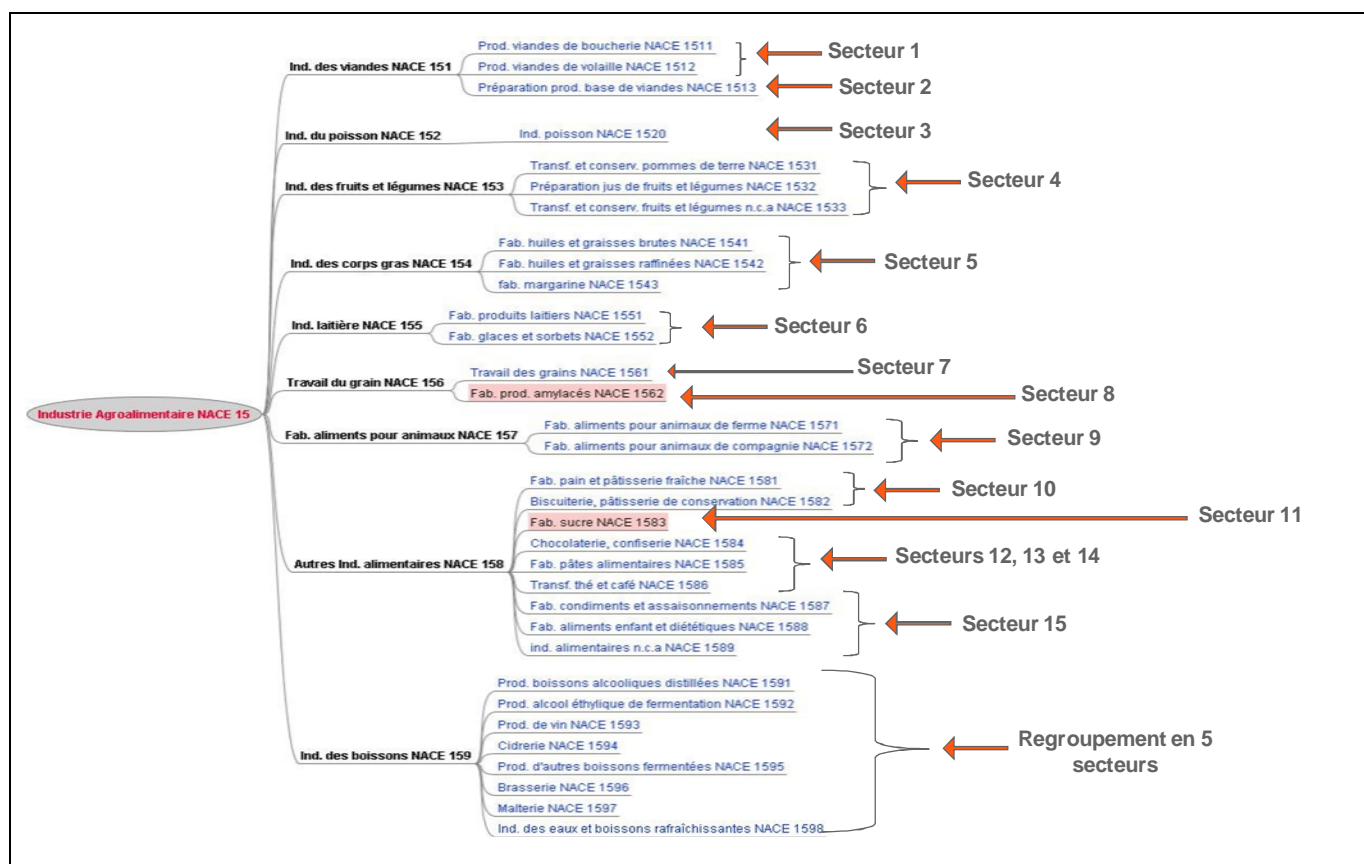 Prod. viandes de boucherie NACE 1511
Secteur 1
Ind. des viandes NACE 151
Prod. viandes de volaille NACE 1512
Préparation prod. base de viandes NACE 1513
Secteur 2
Ind. du poisson NACE 152
Ind. poisson NACE 1520
Secteur 3
Transf. et conserv. pommes de terre NACE 1531
Ind. des fruits et légumes NACE 153
Préparation jus de fruits et légumes NACE 1532
Secteur 4
Transf. et conserv. fruits et légumes n.c.a NACE 1533
Fab. huiles et graisses brutes NACE 1541
Ind. des corps gras NACE 154
Fab. huiles et graisses raffinées NACE 1542
Secteur 5
fab. margarine NACE 1543
Fab. produits laitiers NACE 1551
Ind. laitière NACE 155
Secteur 6
Fab. glaces et sorbets NACE 1552
Travail des grains NACE 1561
Secteur 7
Travail du grain NACE 156
Fab. prod. amylacés NACE 1562
Secteur 8
Industrie Agroalimentaire NACE 15
Fab. aliments pour animaux de ferme NACE 1571
Fab. aliments pour animaux NACE 157
Secteur 9
Fab. aliments pour animaux de compagnie NACE 1572
Fab. pain et pâtisserie fraîche NACE 1581
Secteur 10
Biscuiterie, pâtisserie de conservation NACE 1582
Fab. sucre NACE 1583
Secteur 11
Chocolaterie, confiserie NACE 1584
Autres Ind. alimentaires NACE 158
Fab. pâtes alimentaires NACE 1585
Secteurs 12, 13 et 14
Transf. thé et café NACE 1586
Fab. condiments et assaisonnements NACE 1587
Fab. aliments enfant et diététiques NACE 1588
Secteur 15
ind. alimentaires n.c.a NACE 1589
Prod. boissons alcooliques distillées NACE 1591
Prod. alcool éthylique de fermentation NACE 1592
Prod. de vin NACE 1593
Cidrerie NACE 1594
Ind. des boissons NACE 159
Prod. d'autres boissons fermentées NACE 1595
Regroupement en 5
secteurs
Brasserie NACE 1596
Malterie NACE 1597
Ind. des eaux et boissons rafraîchissantes NACE 1598